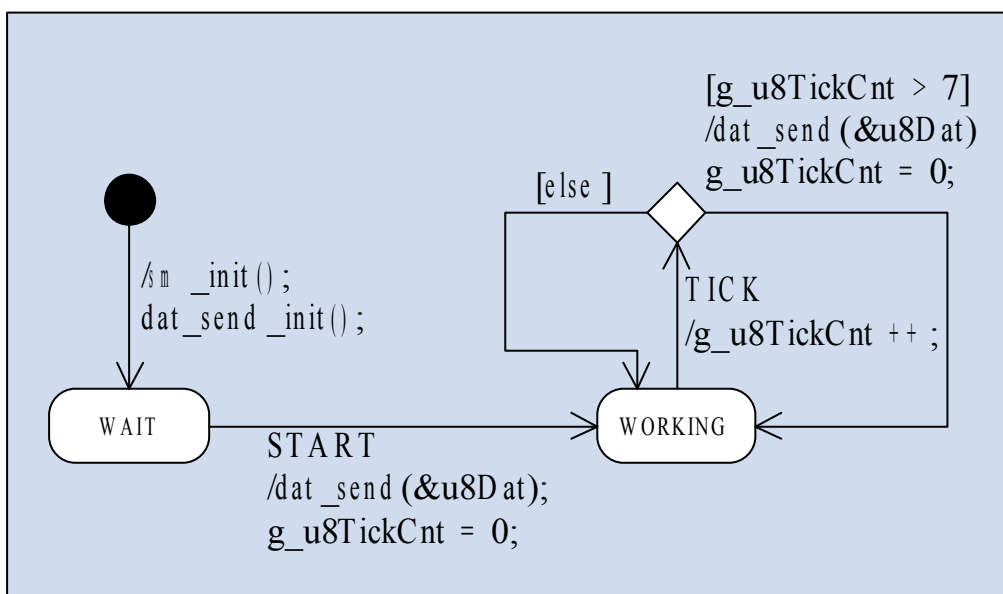 [g_u8TickCnt > 7]
/dat_send(&u8Dat)
g_u8TickCnt = 0;
[else]
/sm_init();
dat_send_init();
TICK
/g_u8TickCnt ++;
WAIT
WORKING
START
/dat_send(&u8Dat);
g_u8TickCnt = 0;